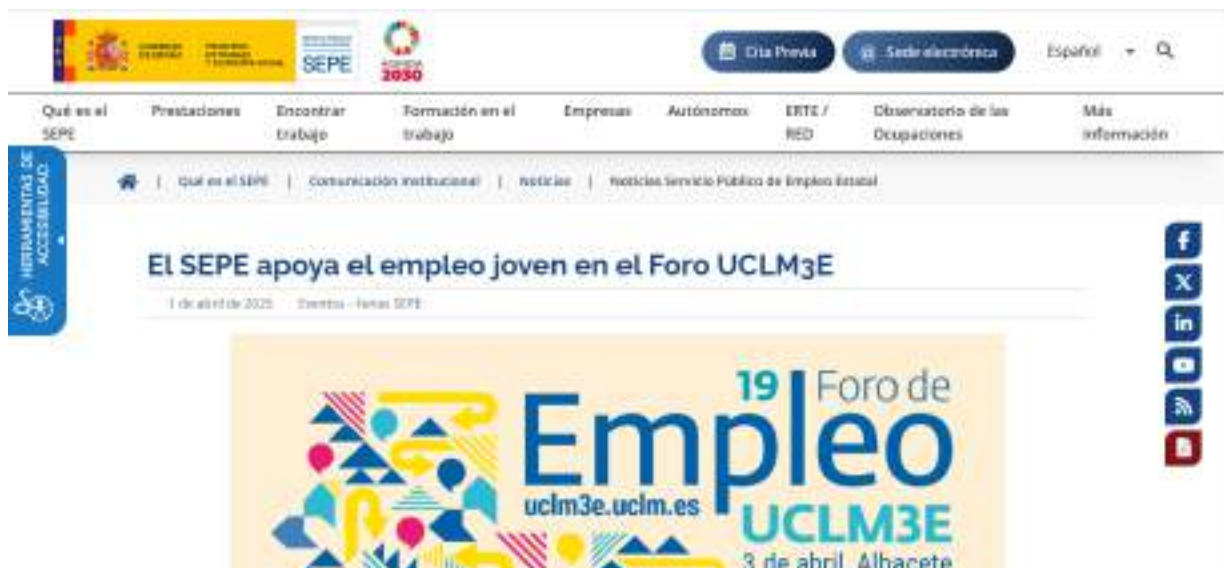 SEPE
AGENDA
2030
Cita Previa
Sede electrónica
Español
Qué es el
SEPE
Prestaciones
Encontrar
trabajo
Formación en el
trabajo
Empresas
Autónomos
ERTE /
RED
Observatorio de las
Ocupaciones
Más
información
HERRAMIENTAS DE
ACCESIBILIDAD
| Qué es el SEPE | Comunicación institucional | Noticias | Noticias Servicio Público de Empleo Estatal
El SEPE apoya el empleo joven en el Foro UCLM3E
1 de abril de 2025 Eventos - Ferias SEPE
19 Foro de
Empleo
uclm3e.uclm.es
UCLM3E
3 de abril. Albacete